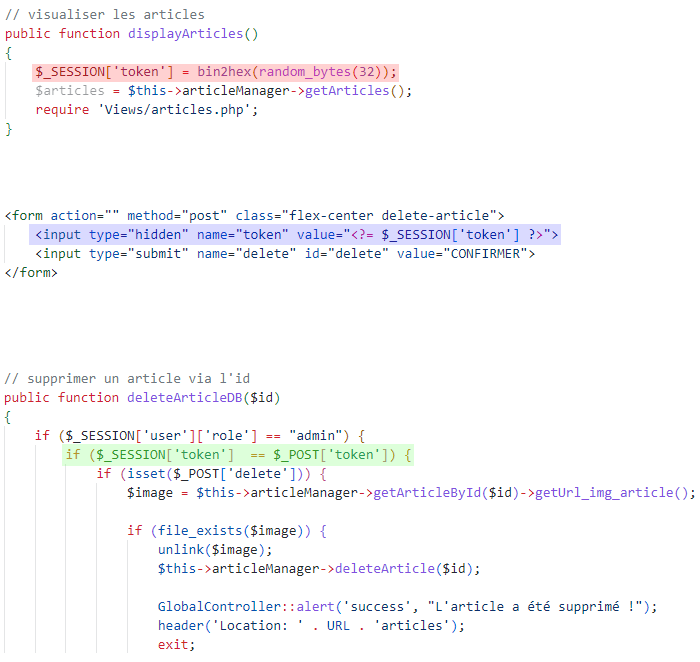 // visualiser les articles
public function displayArticles()
{
    $_SESSION['token'] = bin2hex(random_bytes(32));
    $articles = $this->articleManager->getArticles();
    require 'Views/articles.php';
}
<form action="" method="post" class="flex-center delete-article">
    <input type="hidden" name="token" value="<?= $_SESSION['token'] ?>">
    <input type="submit" name="delete" id="delete" value="CONFIRMER">
</form>
// supprimer un article via l'id
public function deleteArticleDB($id)
{
    if ($_SESSION['user']['role'] == "admin") {
        if ($_SESSION['token']  == $_POST['token']) {
            if (isset($_POST['delete'])) {
                $image = $this->articleManager->getArticleById($id)->getUrl_img_article();
                if (file_exists($image)) {
                    unlink($image);
                    $this->articleManager->deleteArticle($id);
                    GlobalController::alert('success', "L'article a été supprimé !");
                    header('Location: ' . URL . 'articles');
                    exit;